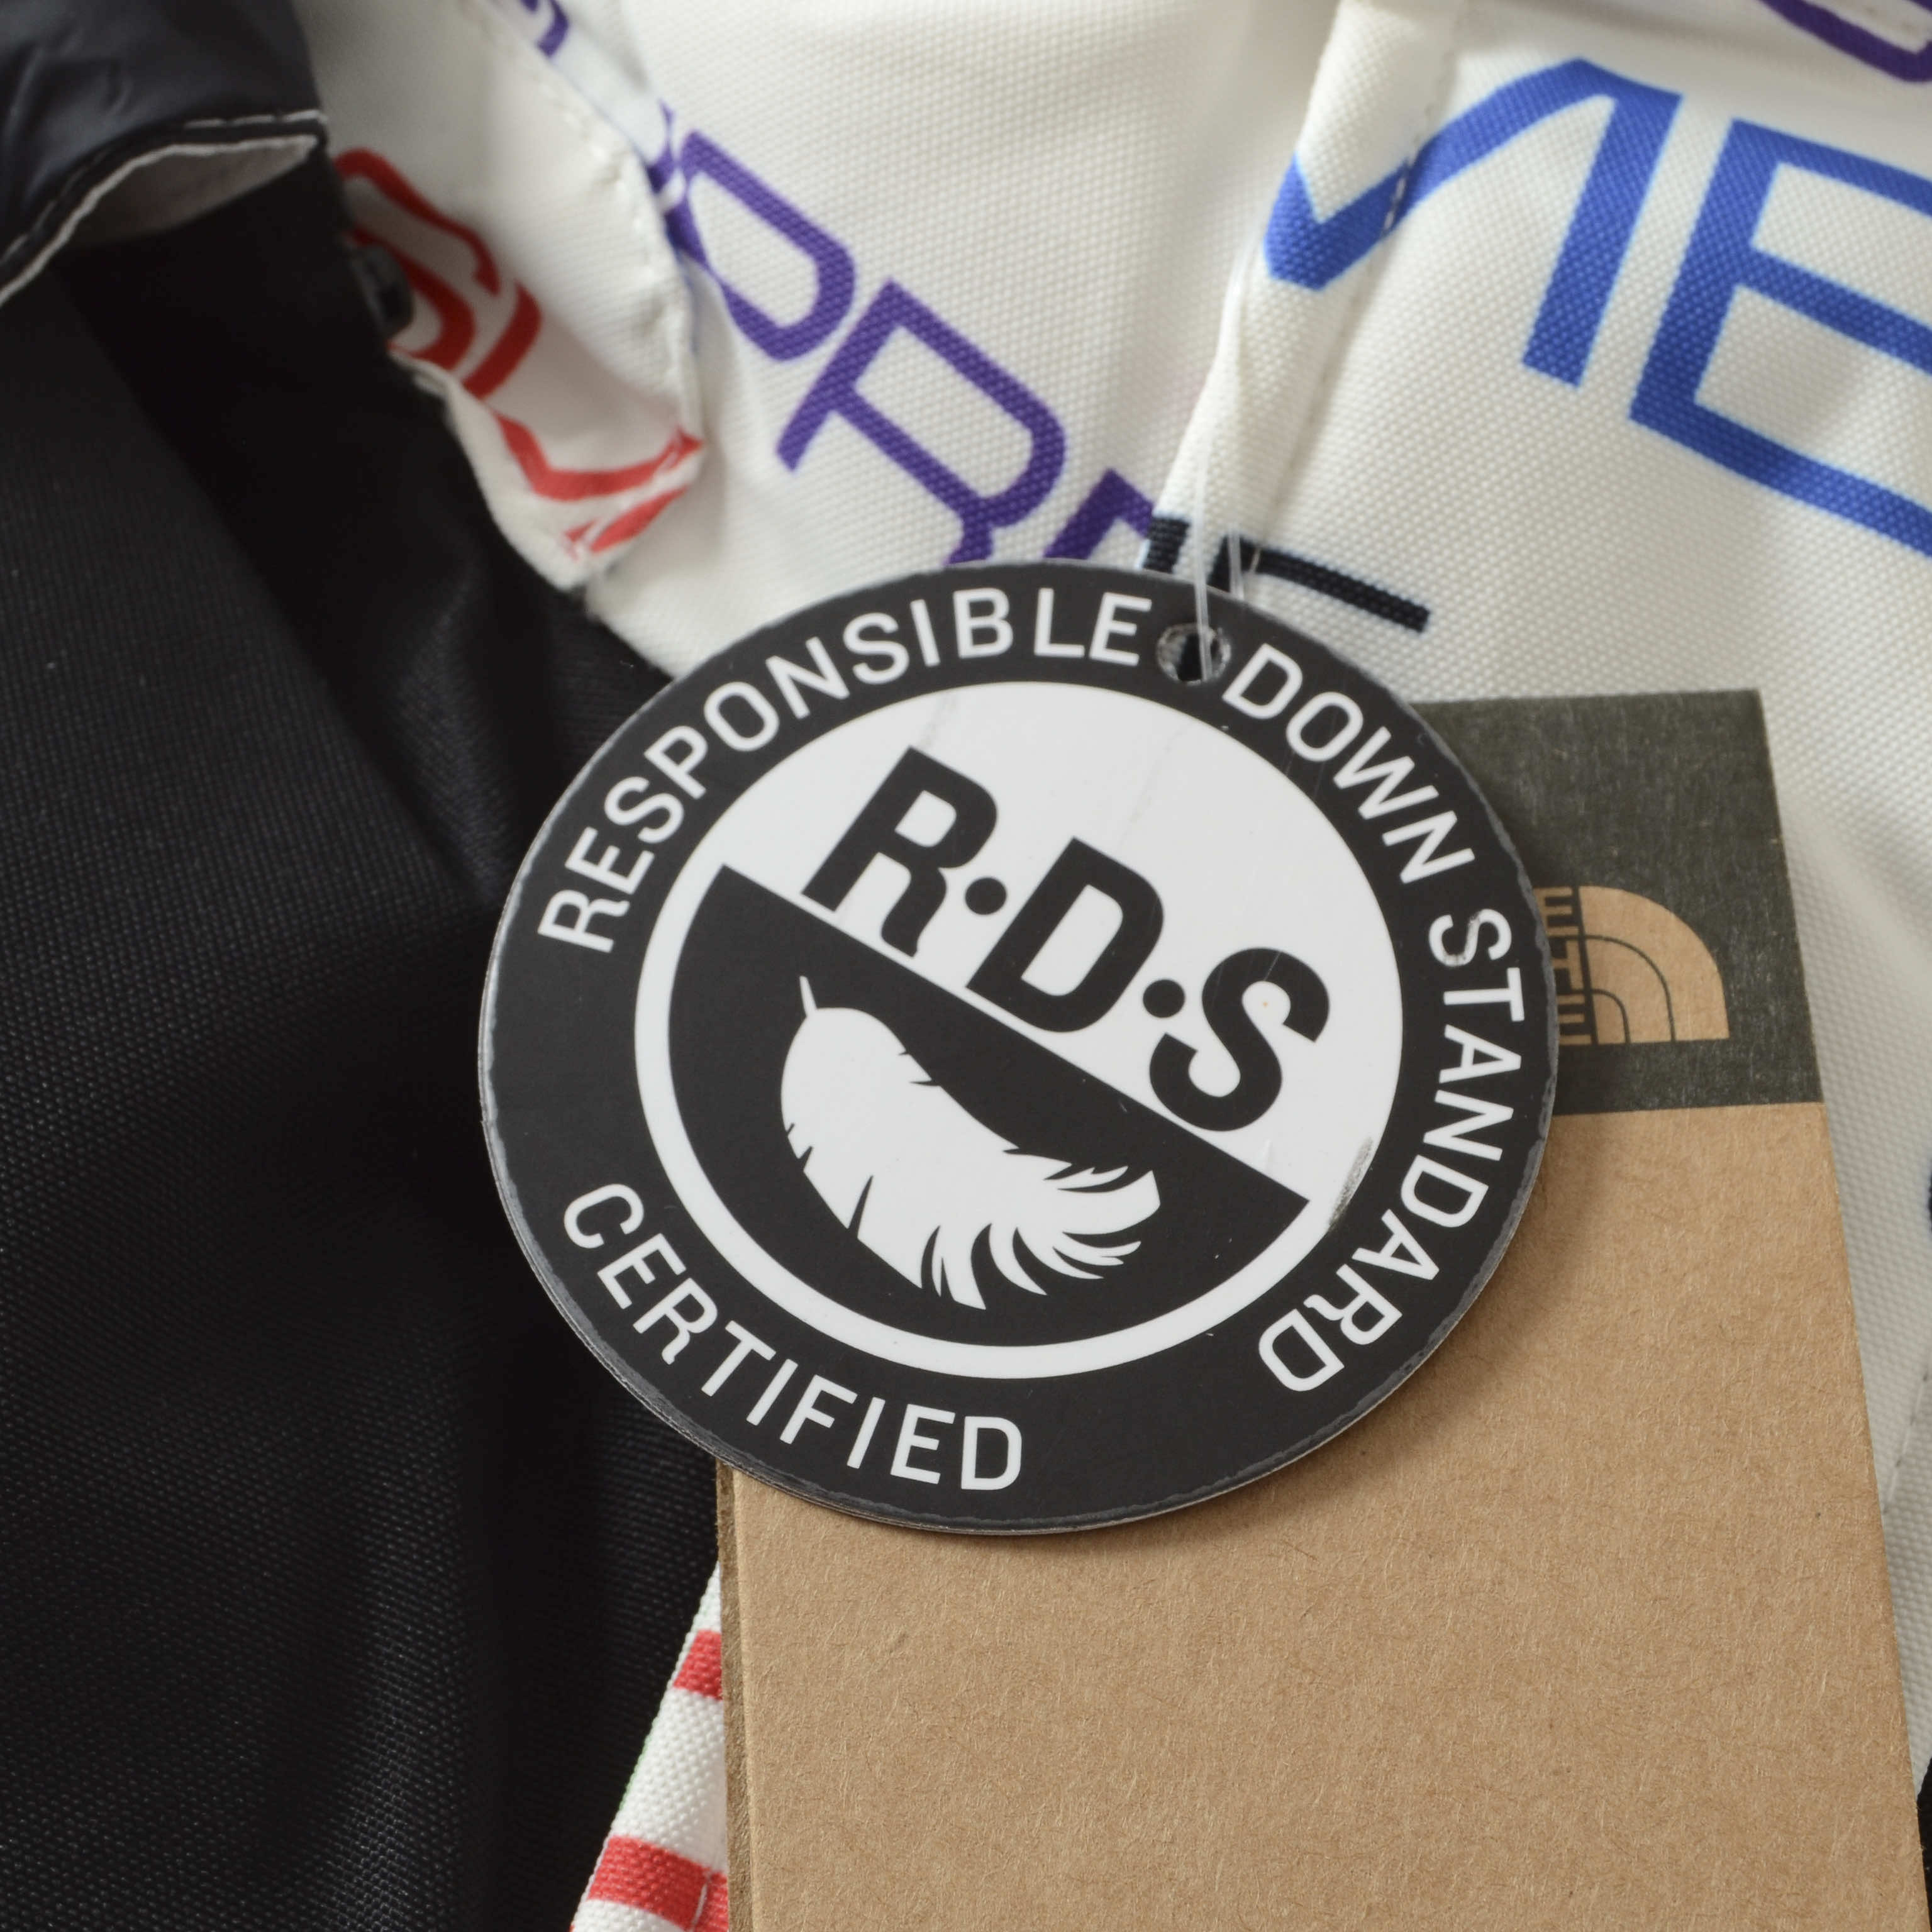 RESPONSIBLE DOWN STANDARD
R·D·S
CERTIFIED